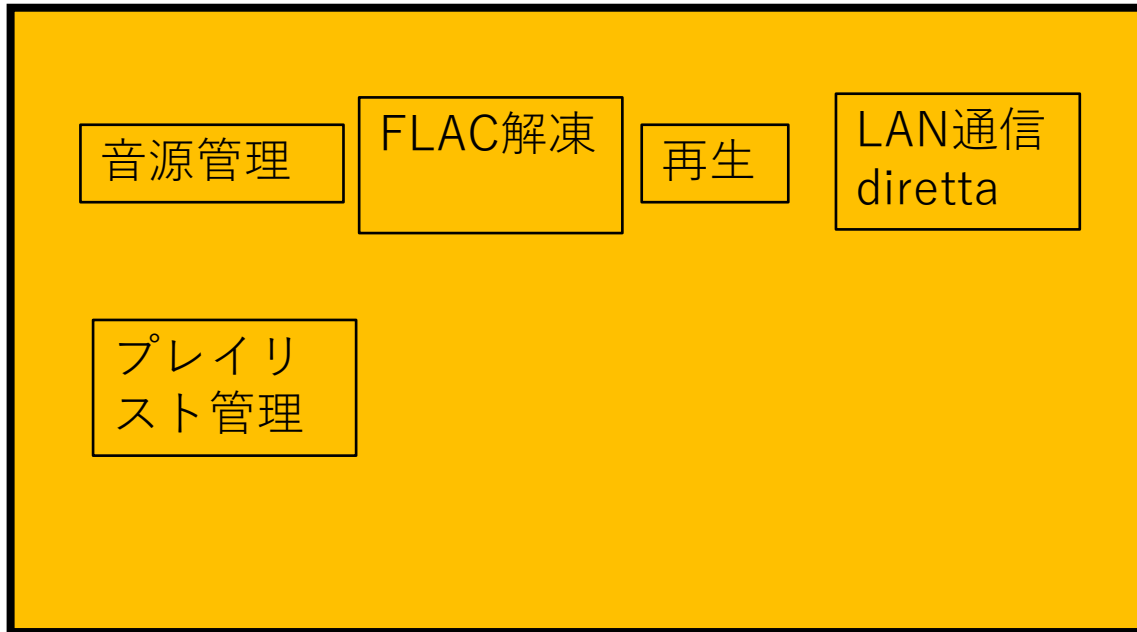 音源管理
FLAC解凍
再生
LAN通信
diretta
プレイリ
スト管理